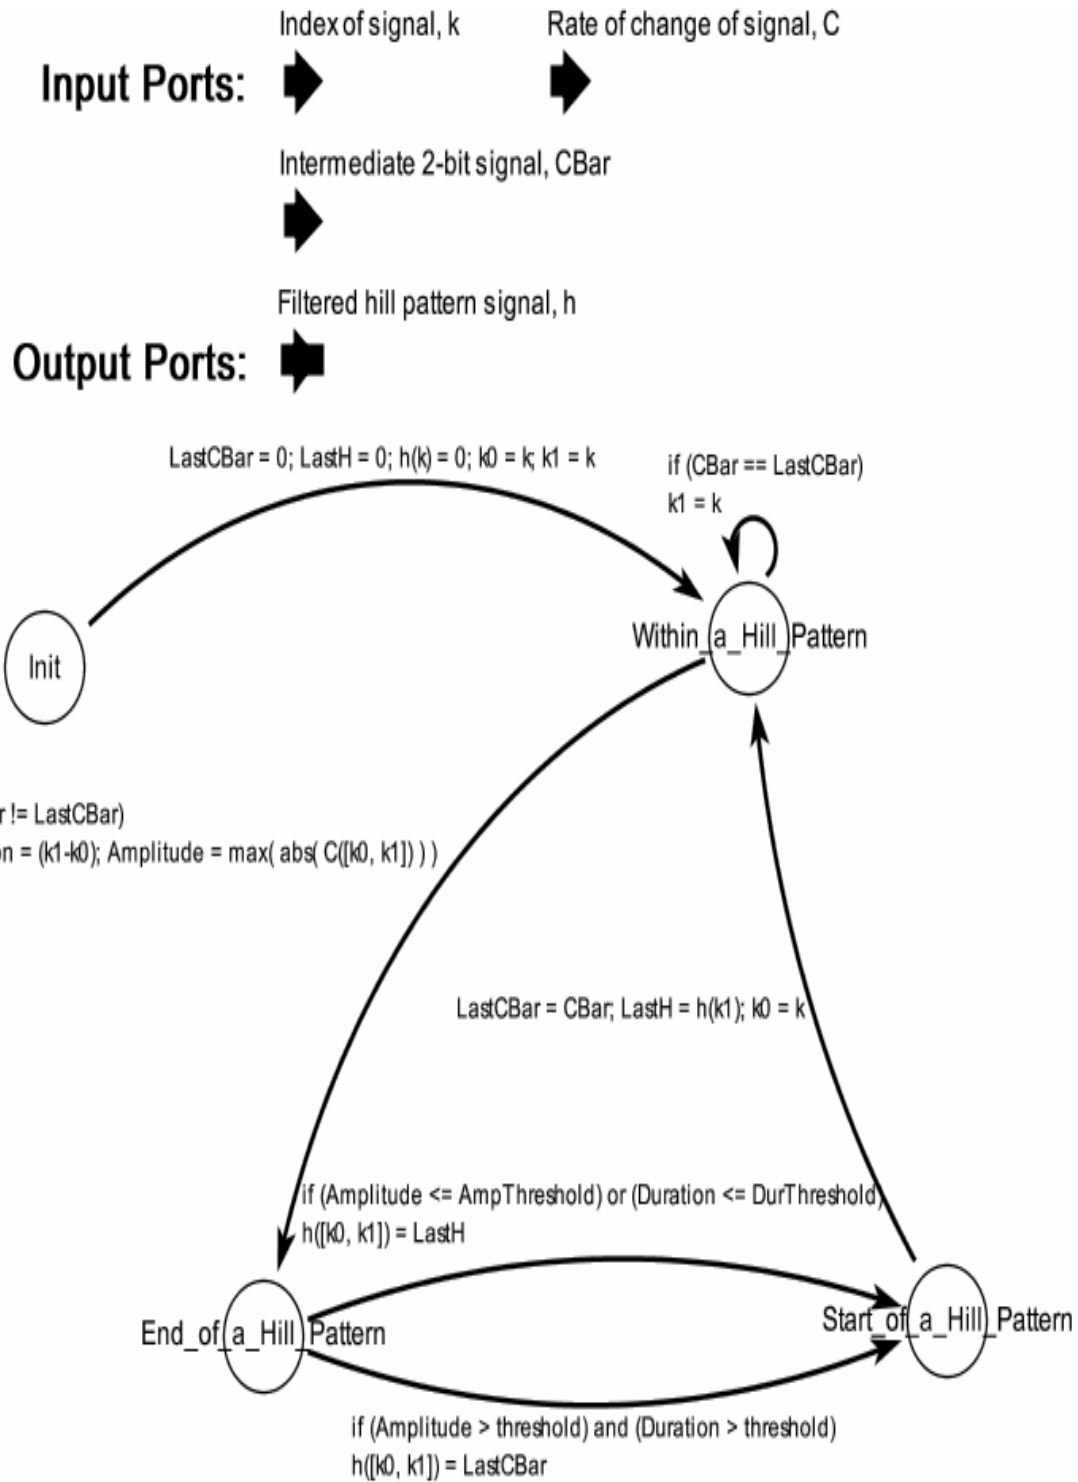 Index of signal, k
Rate of change of signal, C
Input Ports:
Intermediate 2-bit signal, CBar
Filtered hill pattern signal, h
Output Ports:
LastCBar = 0; LastH = 0; h(k) = 0; k0 = k; k1 = k
if (CBar == LastCBar)
k1 = k
Within_a_Hill_Pattern
Init
!= LastCBar)
= (k1-k0); Amplitude = max( abs( C([k0, k1]) ) )
LastCBar = CBar; LastH = h(k1); k0 = k
if (Amplitude <= AmpThreshold) or (Duration <= DurThreshold)
h([k0, k1]) = LastH
End_of_a_Hill_Pattern
Start_of_a_Hill_Pattern
if (Amplitude > threshold) and (Duration > threshold)
h([k0, k1]) = LastCBar